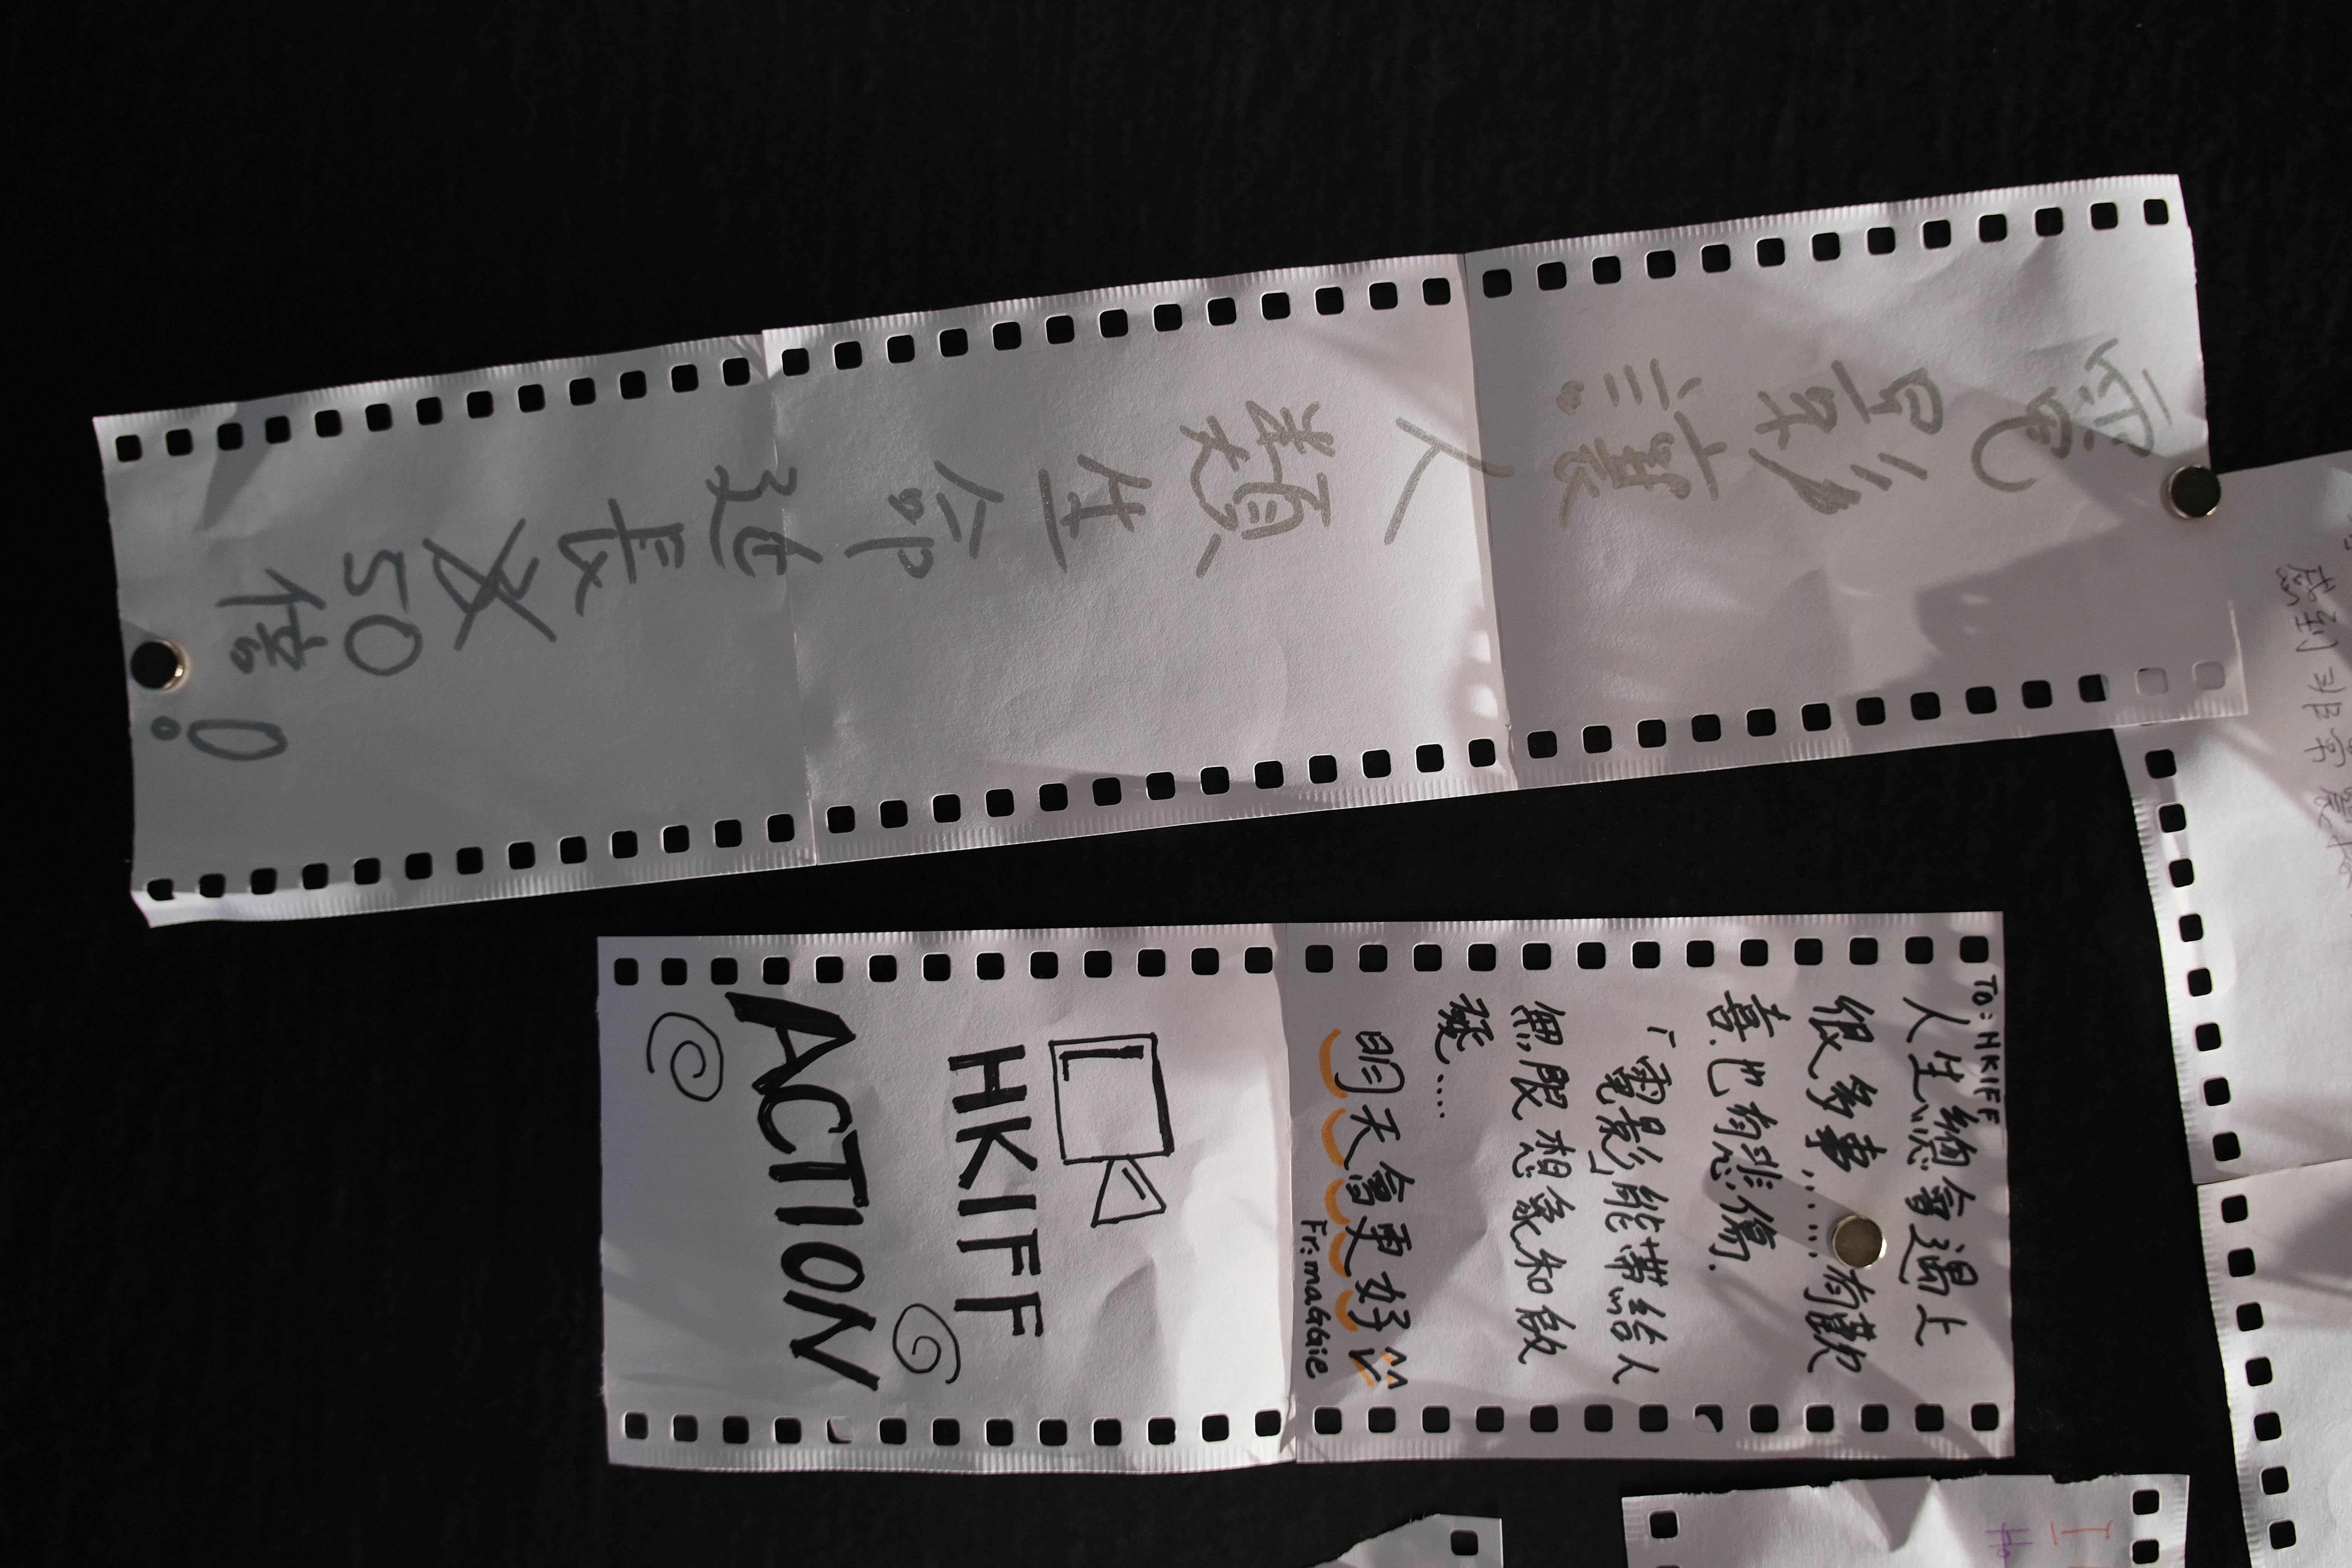 電影讓人類生命延長X50倍!
TO: HKIFF
人生總會遇上
很多事......有歡
喜.也有悲傷.
「電影」能帶給人
無限想像和啟
發....
明天會更好
Fr: maGGie
HKIFF
ACTION